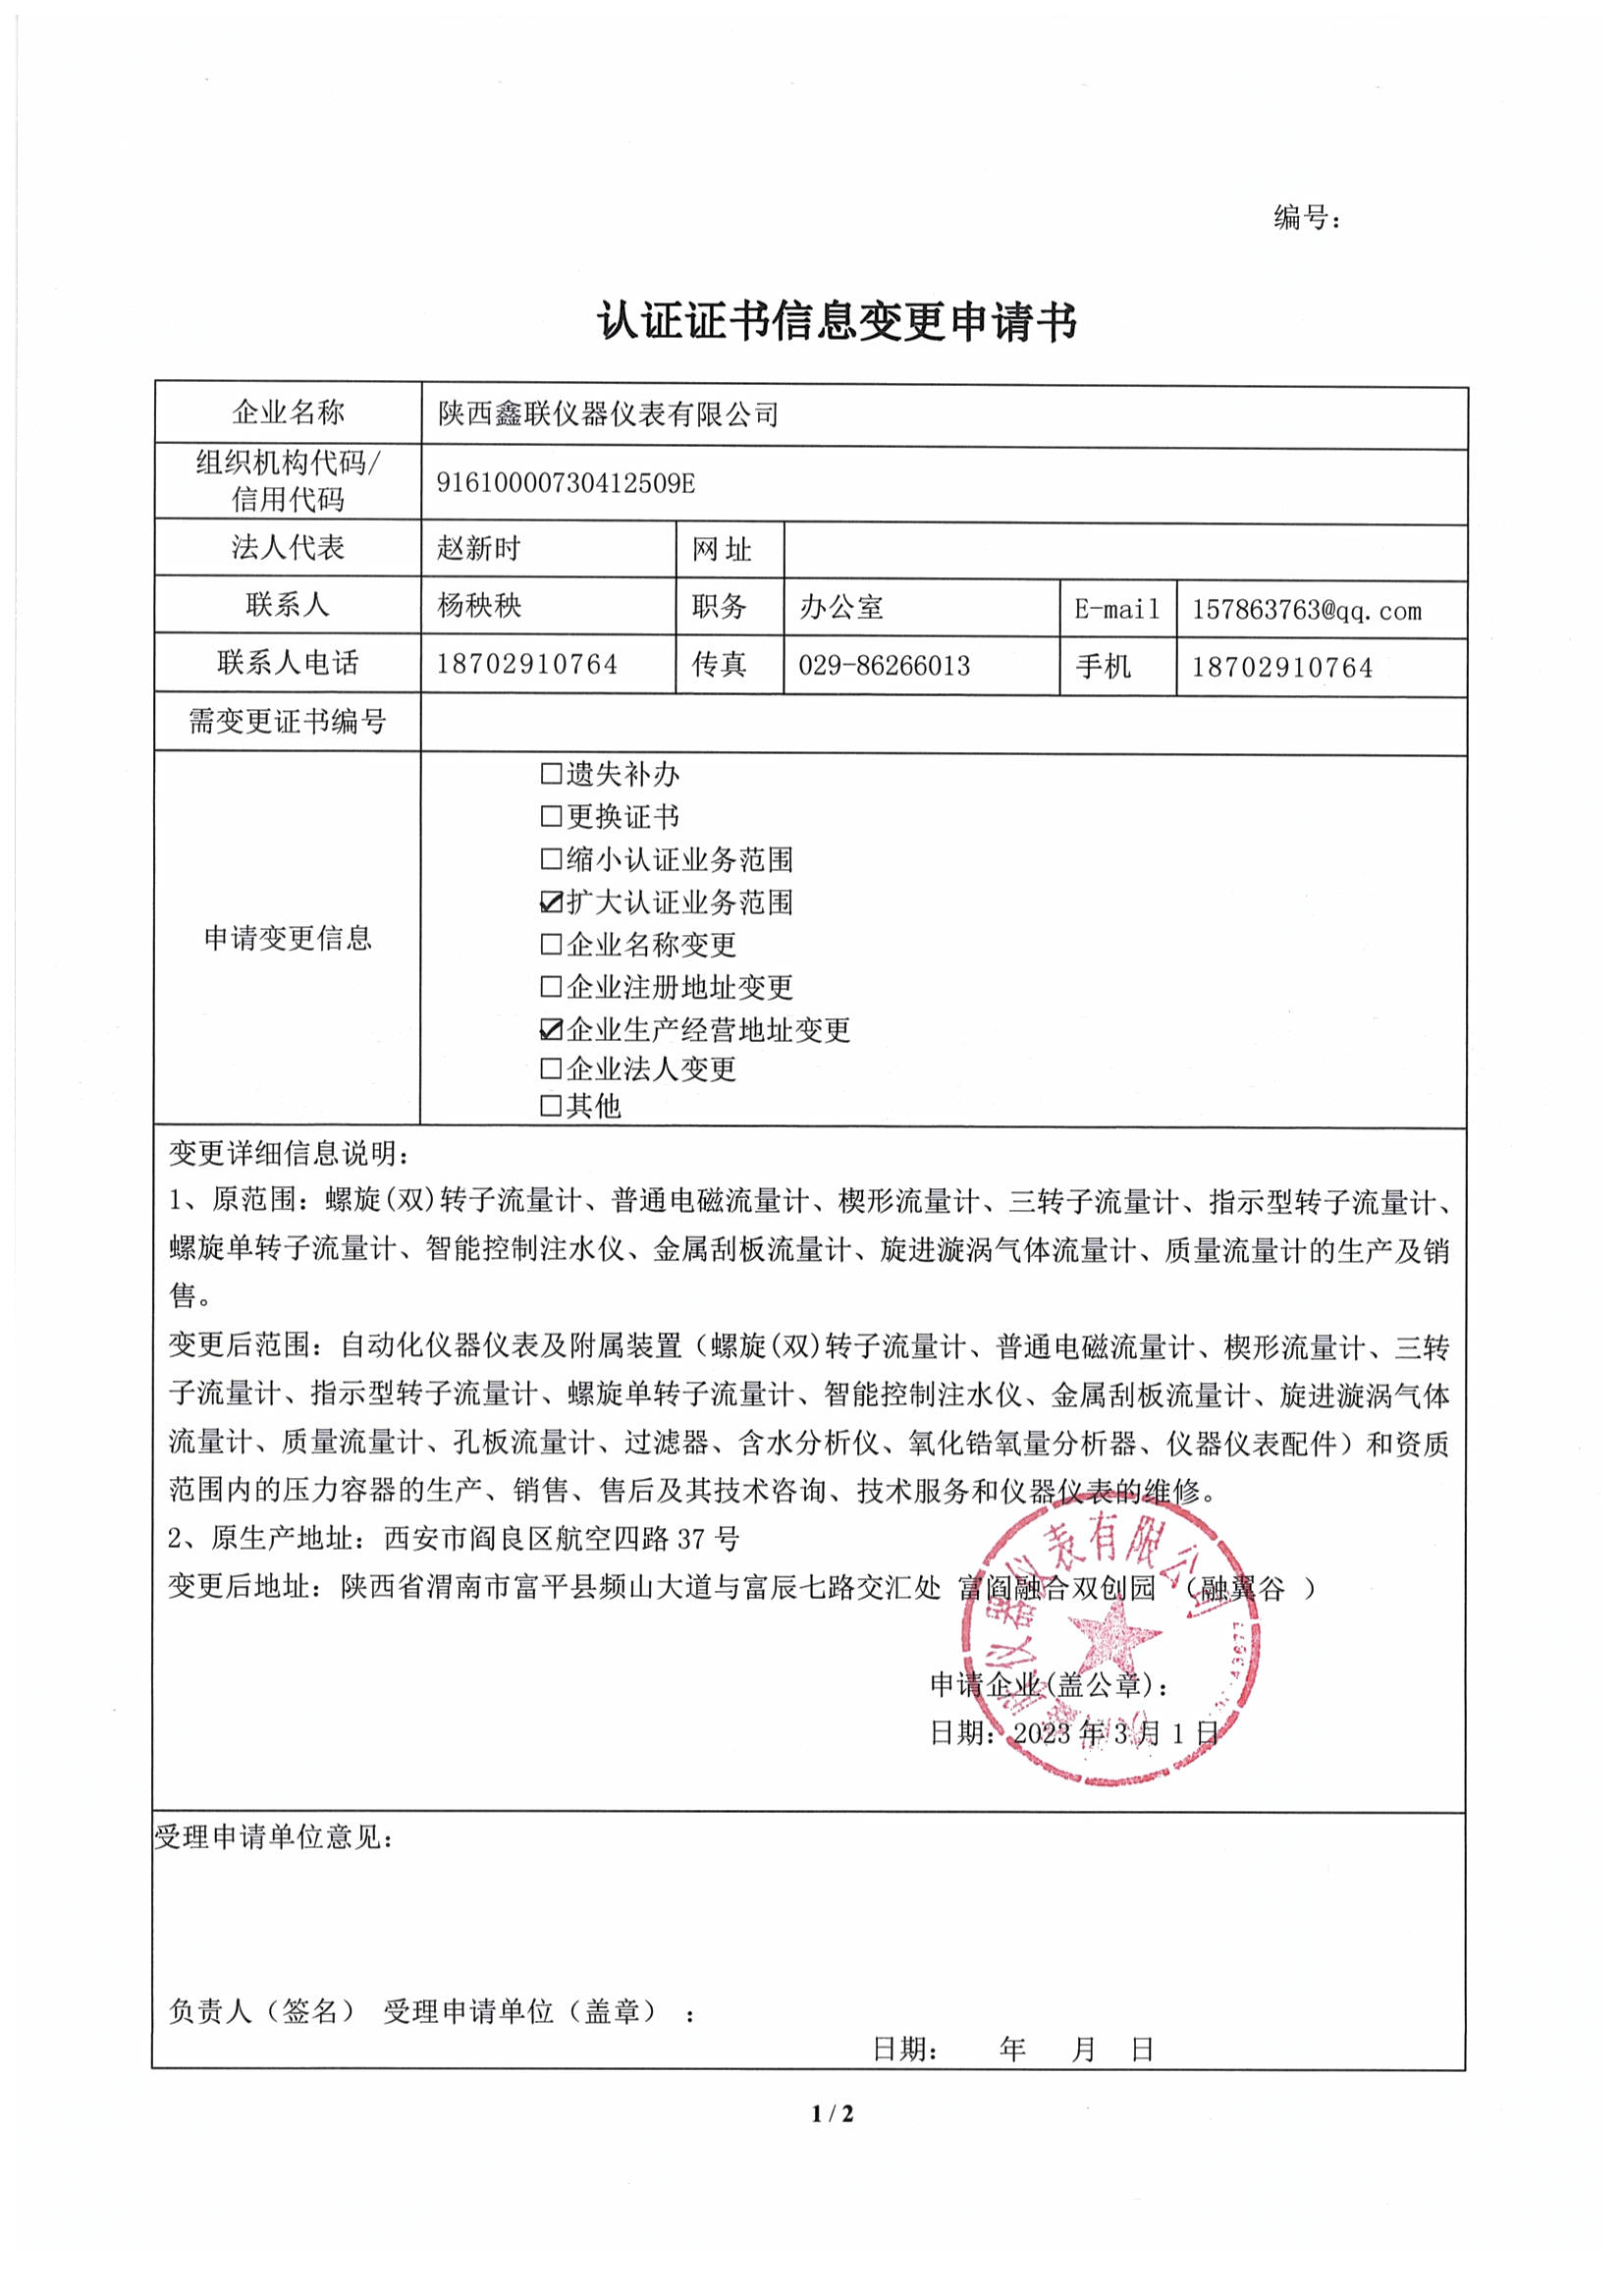 编号：
认证证书信息变更申请书
企业名称 陕西鑫联仪器仪表有限公司
组织机构代码/
信用代码 91610000730412509E
法人代表 赵新时 网址
联系人 杨秧秧 职务 办公室 E-mail 157863763@qq.com
联系人电话 18702910764 传真 029-86266013 手机 18702910764
需变更证书编号
申请变更信息
□遗失补办
□更换证书
□缩小认证业务范围
☑扩大认证业务范围
□企业名称变更
□企业注册地址变更
☑企业生产经营地址变更
□企业法人变更
□其他
变更详细信息说明：
1、原范围：螺旋(双)转子流量计、普通电磁流量计、楔形流量计、三转子流量计、指示型转子流量计、
螺旋单转子流量计、智能控制注水仪、金属刮板流量计、旋进漩涡气体流量计、质量流量计的生产及销
售。
变更后范围：自动化仪器仪表及附属装置（螺旋(双)转子流量计、普通电磁流量计、楔形流量计、三转
子流量计、指示型转子流量计、螺旋单转子流量计、智能控制注水仪、金属刮板流量计、旋进漩涡气体
流量计、质量流量计、孔板流量计、过滤器、含水分析仪、氧化锆氧量分析器、仪器仪表配件）和资质
范围内的压力容器的生产、销售、售后及其技术咨询、技术服务和仪器仪表的维修。
2、原生产地址：西安市阎良区航空四路 37 号
变更后地址：陕西省渭南市富平县频山大道与富辰七路交汇处 富阎融合双创园 （融翼谷 ）
申请企业(盖公章)：
日期：2023 年 3 月 1 日
鑫联仪器仪表有限公司
受理申请单位意见：
负责人（签名） 受理申请单位（盖章） ：
日期： 年 月 日
1 / 2